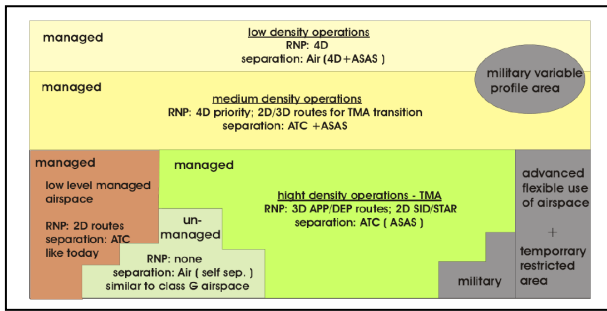 managed
low density operations
RNP: 4D
separation: Air (4D+ASAS )
military variable
profile area
managed
medium density operations
RNP: 4D priority; 2D/3D routes for TMA transition
separation: ATC +ASAS
managed
low level managed
airspace
RNP: 2D routes
separation: ATC
like today
managed
hight density operations - TMA
RNP: 3D APP/DEP routes; 2D SID/STAR
separation: ATC ( ASAS )
un-
managed
RNP: none
separation: Air ( self sep. )
similar to class G airspace
military
advanced
flexible use
of airspace
+
temporrary
restricted
area